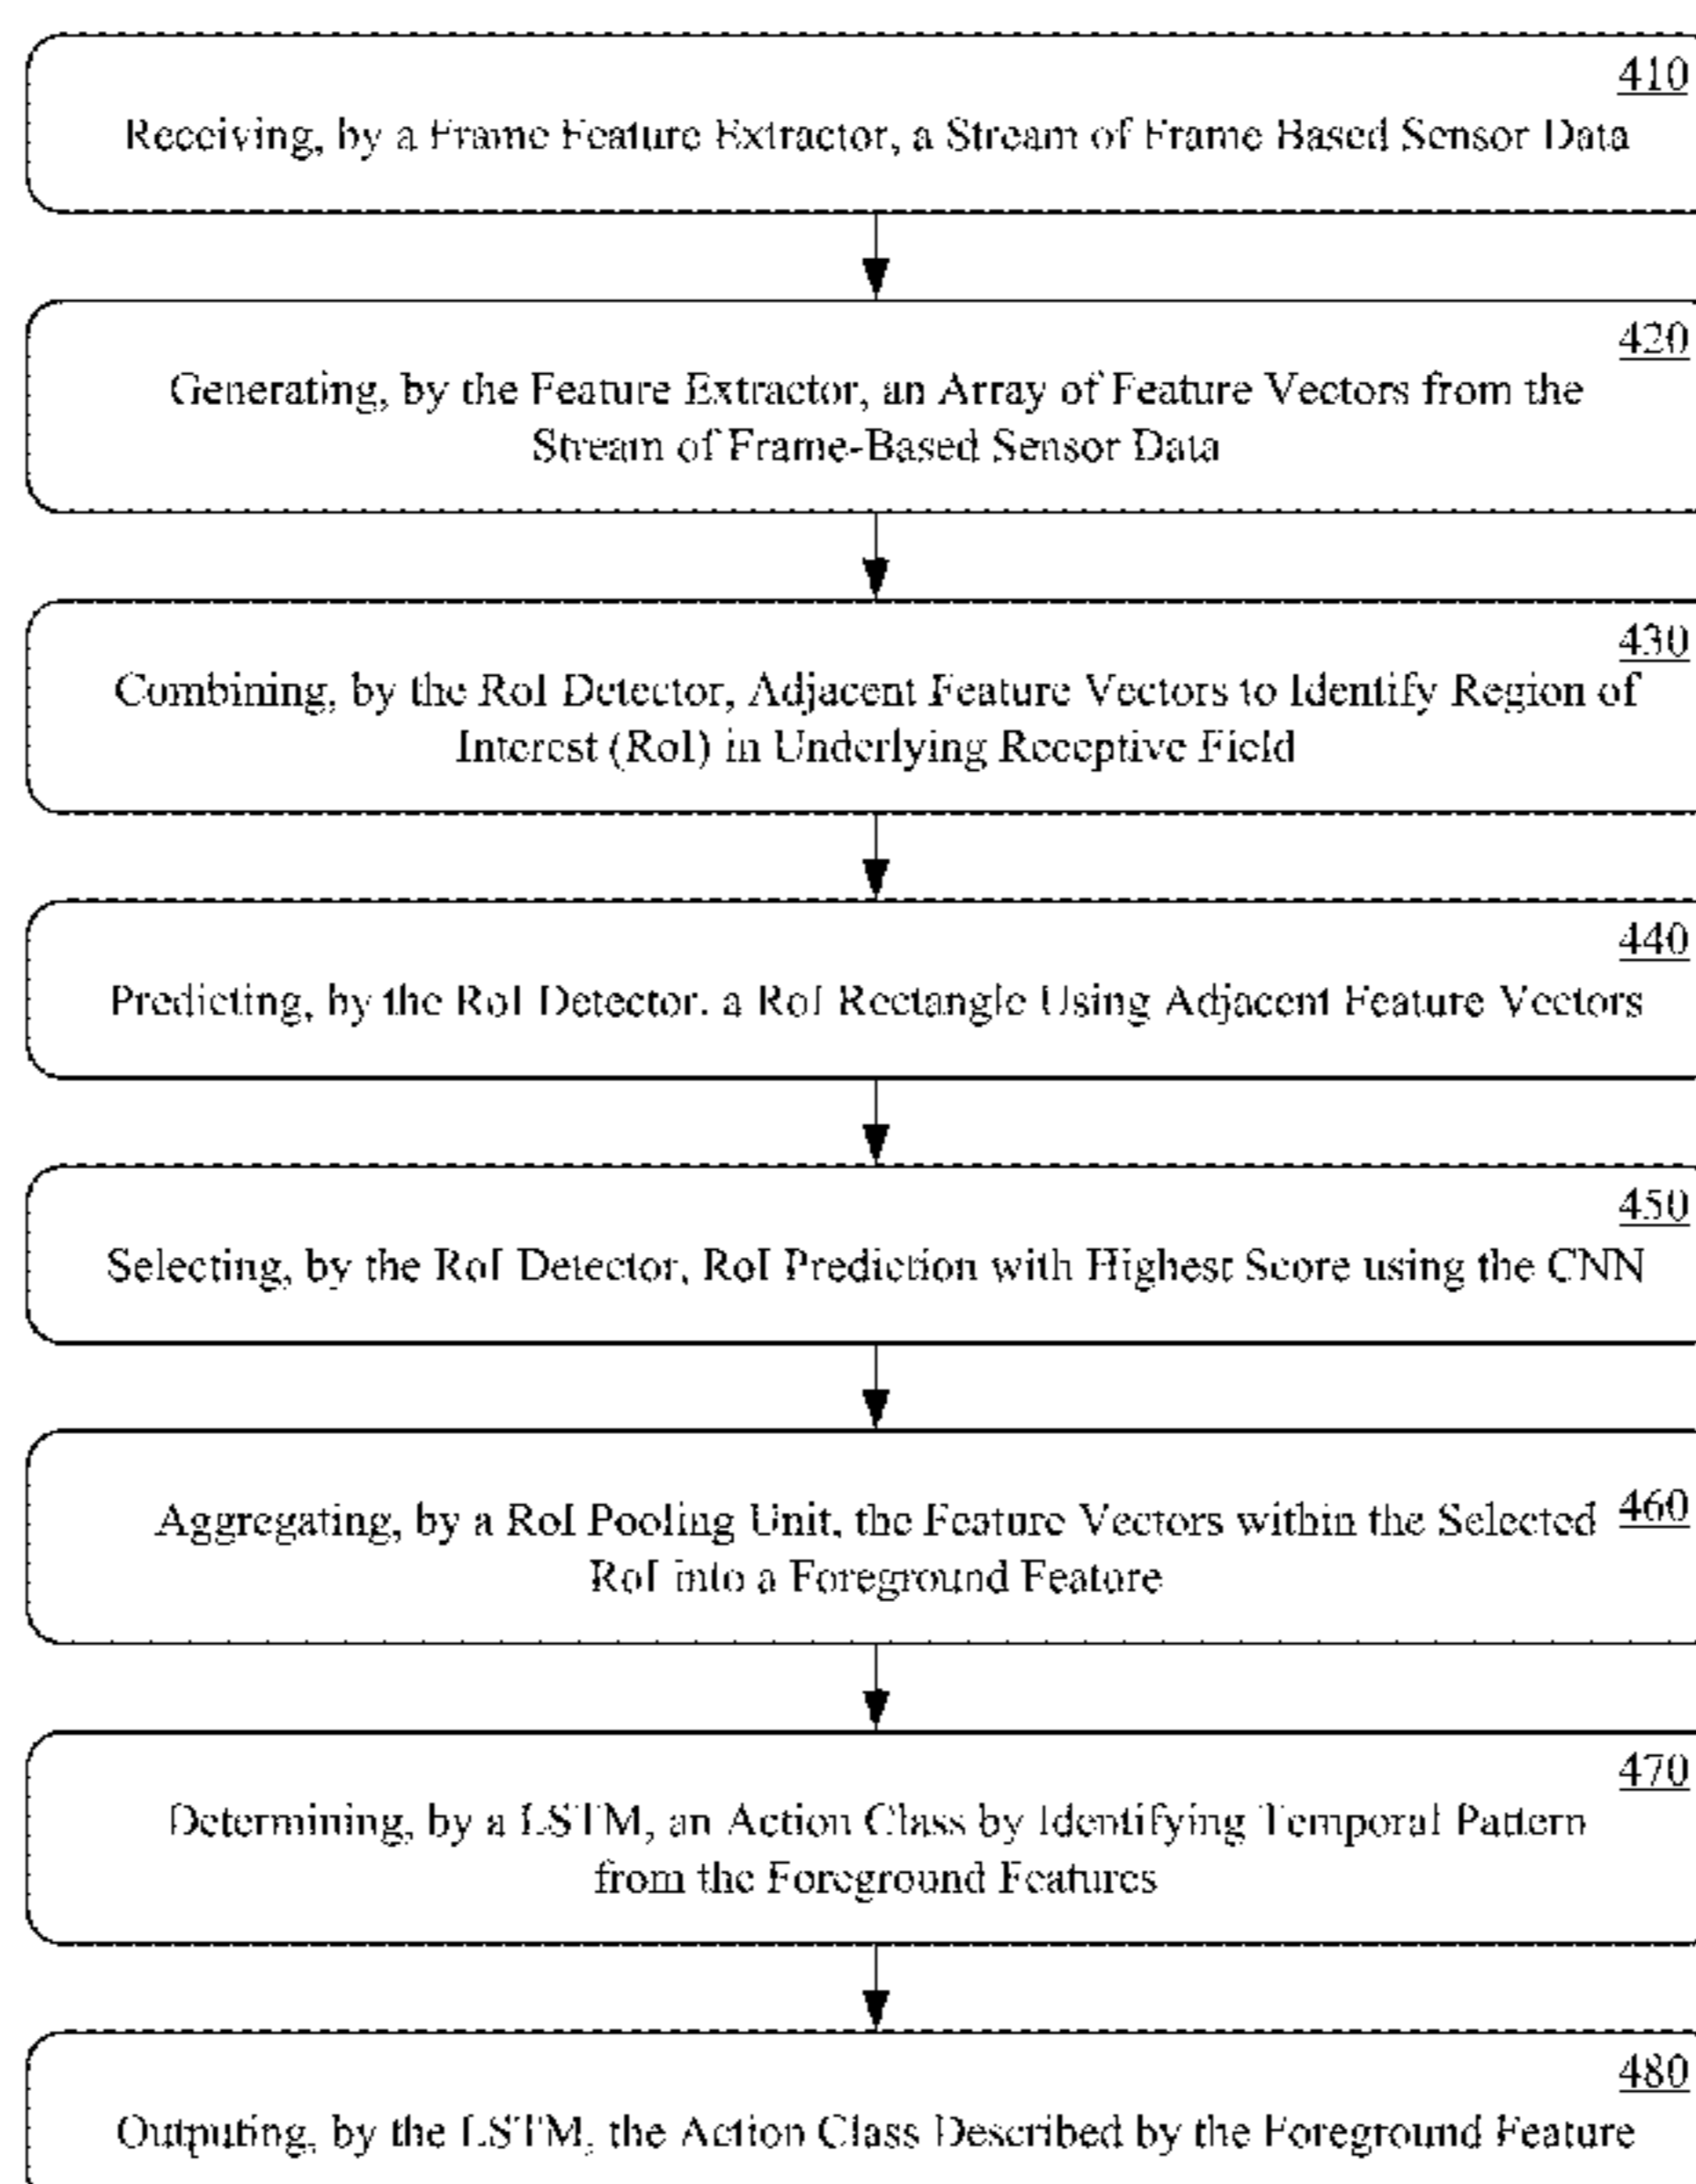 410
Receiving, by a Frame Feature Extractor, a Stream of Frame Based Sensor Data
420
Generating, by the Feature Extractor, an Array of Feature Vectors from the
Stream of Frame-Based Sensor Data
430
Combining, by the RoI Detector, Adjacent Feature Vectors to Identify Region of
Interest (RoI) in Underlying Receptive Field
440
Predicting, by the RoI Detector, a RoI Rectangle Using Adjacent Feature Vectors
450
Selecting, by the RoI Detector, RoI Prediction with Highest Score using the CNN
460
Aggregating, by a RoI Pooling Unit, the Feature Vectors within the Selected
RoI into a Foreground Feature
470
Determining, by a LSTM, an Action Class by Identifying Temporal Pattern
from the Foreground Features
480
Outputing, by the LSTM, the Action Class Described by the Foreground Feature